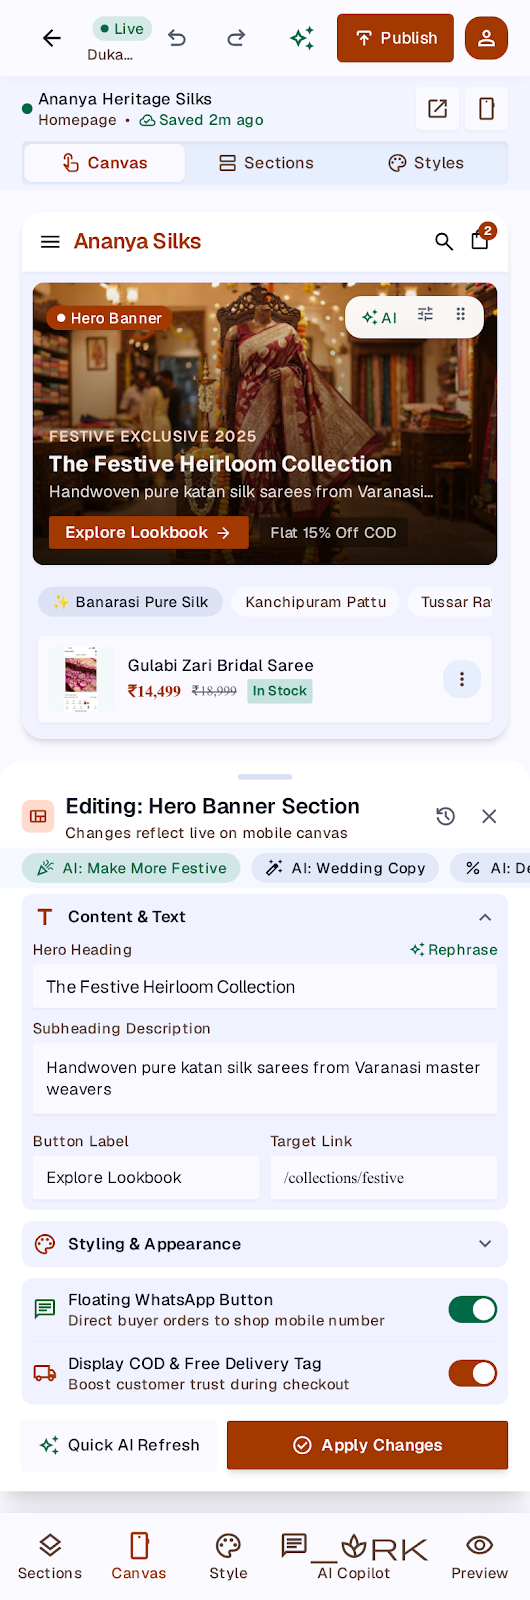 Live
Duka...
Publish
Ananya Heritage Silks
Homepage • Saved 2m ago
Canvas
Sections
Styles
Ananya Silks
2
Hero Banner
AI
FESTIVE EXCLUSIVE 2025
The Festive Heirloom Collection
Handwoven pure katan silk sarees from Varanasi...
Explore Lookbook →
Flat 15% Off COD
✨ Banarasi Pure Silk
Kanchipuram Pattu
Tussar Ra
Gulabi Zari Bridal Saree
₹14,499 ₹18,999 In Stock
Editing: Hero Banner Section
Changes reflect live on mobile canvas
AI: Make More Festive
AI: Wedding Copy
AI: De
Content & Text
Hero Heading
Rephrase
The Festive Heirloom Collection
Subheading Description
Handwoven pure katan silk sarees from Varanasi master
weavers
Button Label
Target Link
Explore Lookbook
/collections/festive
Styling & Appearance
Floating WhatsApp Button
Direct buyer orders to shop mobile number
Display COD & Free Delivery Tag
Boost customer trust during checkout
Quick AI Refresh
Apply Changes
Sections
Canvas
Style
_ RK
AI Copilot
Preview